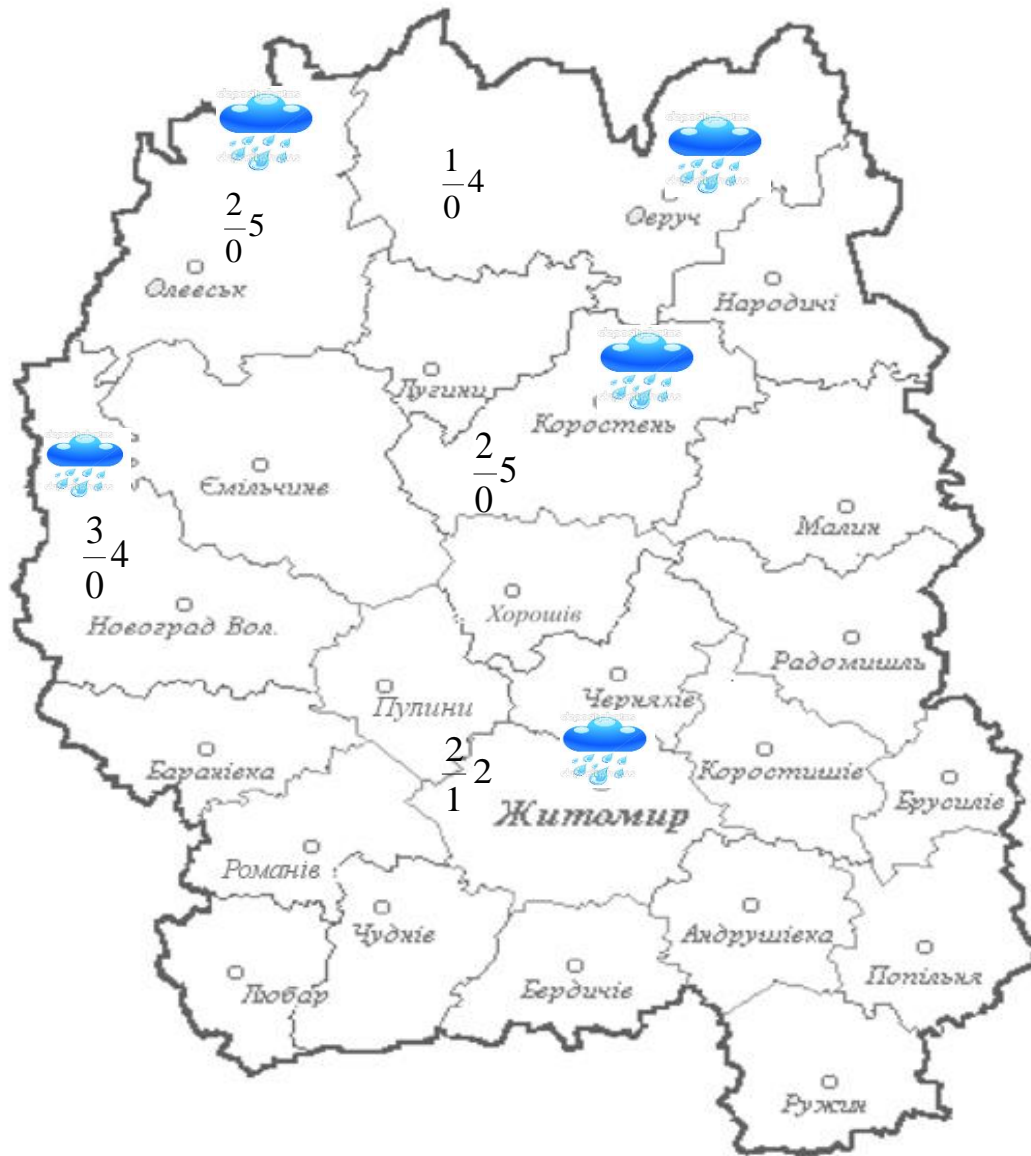 1
0 4
2
0 5
Овруч
Олевськ
Народичі
Лугини
Коростень
2
0 5
Ємільчине
Малин
3
0 4
Хорошів
Новоград Вол.
Радомишль
Черняхів
Пулини
2
1 2
Баранівка
Коростишів
Брусилів
Житомир
Романів
Чуднів
Андрушівка
Попільня
Любар
Бердичів
Ружин